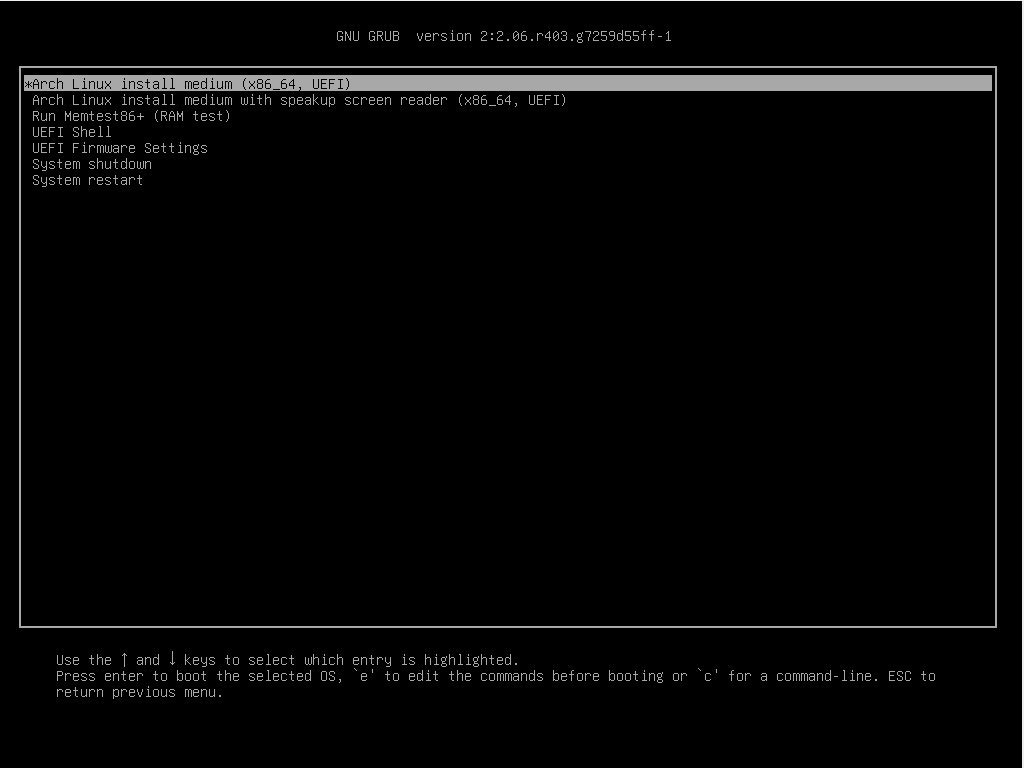 GNU GRUB  version 2:2.06.r403.g7259d55ff-1
*Arch Linux install medium (x86_64, UEFI)
Arch Linux install medium with speakup screen reader (x86_64, UEFI)
Run Memtest86+ (RAM test)
UEFI Shell
UEFI Firmware Settings
System shutdown
System restart
Use the ↑ and ↓ keys to select which entry is highlighted.
Press enter to boot the selected OS, `e' to edit the commands before booting or `c' for a command-line. ESC to
return previous menu.